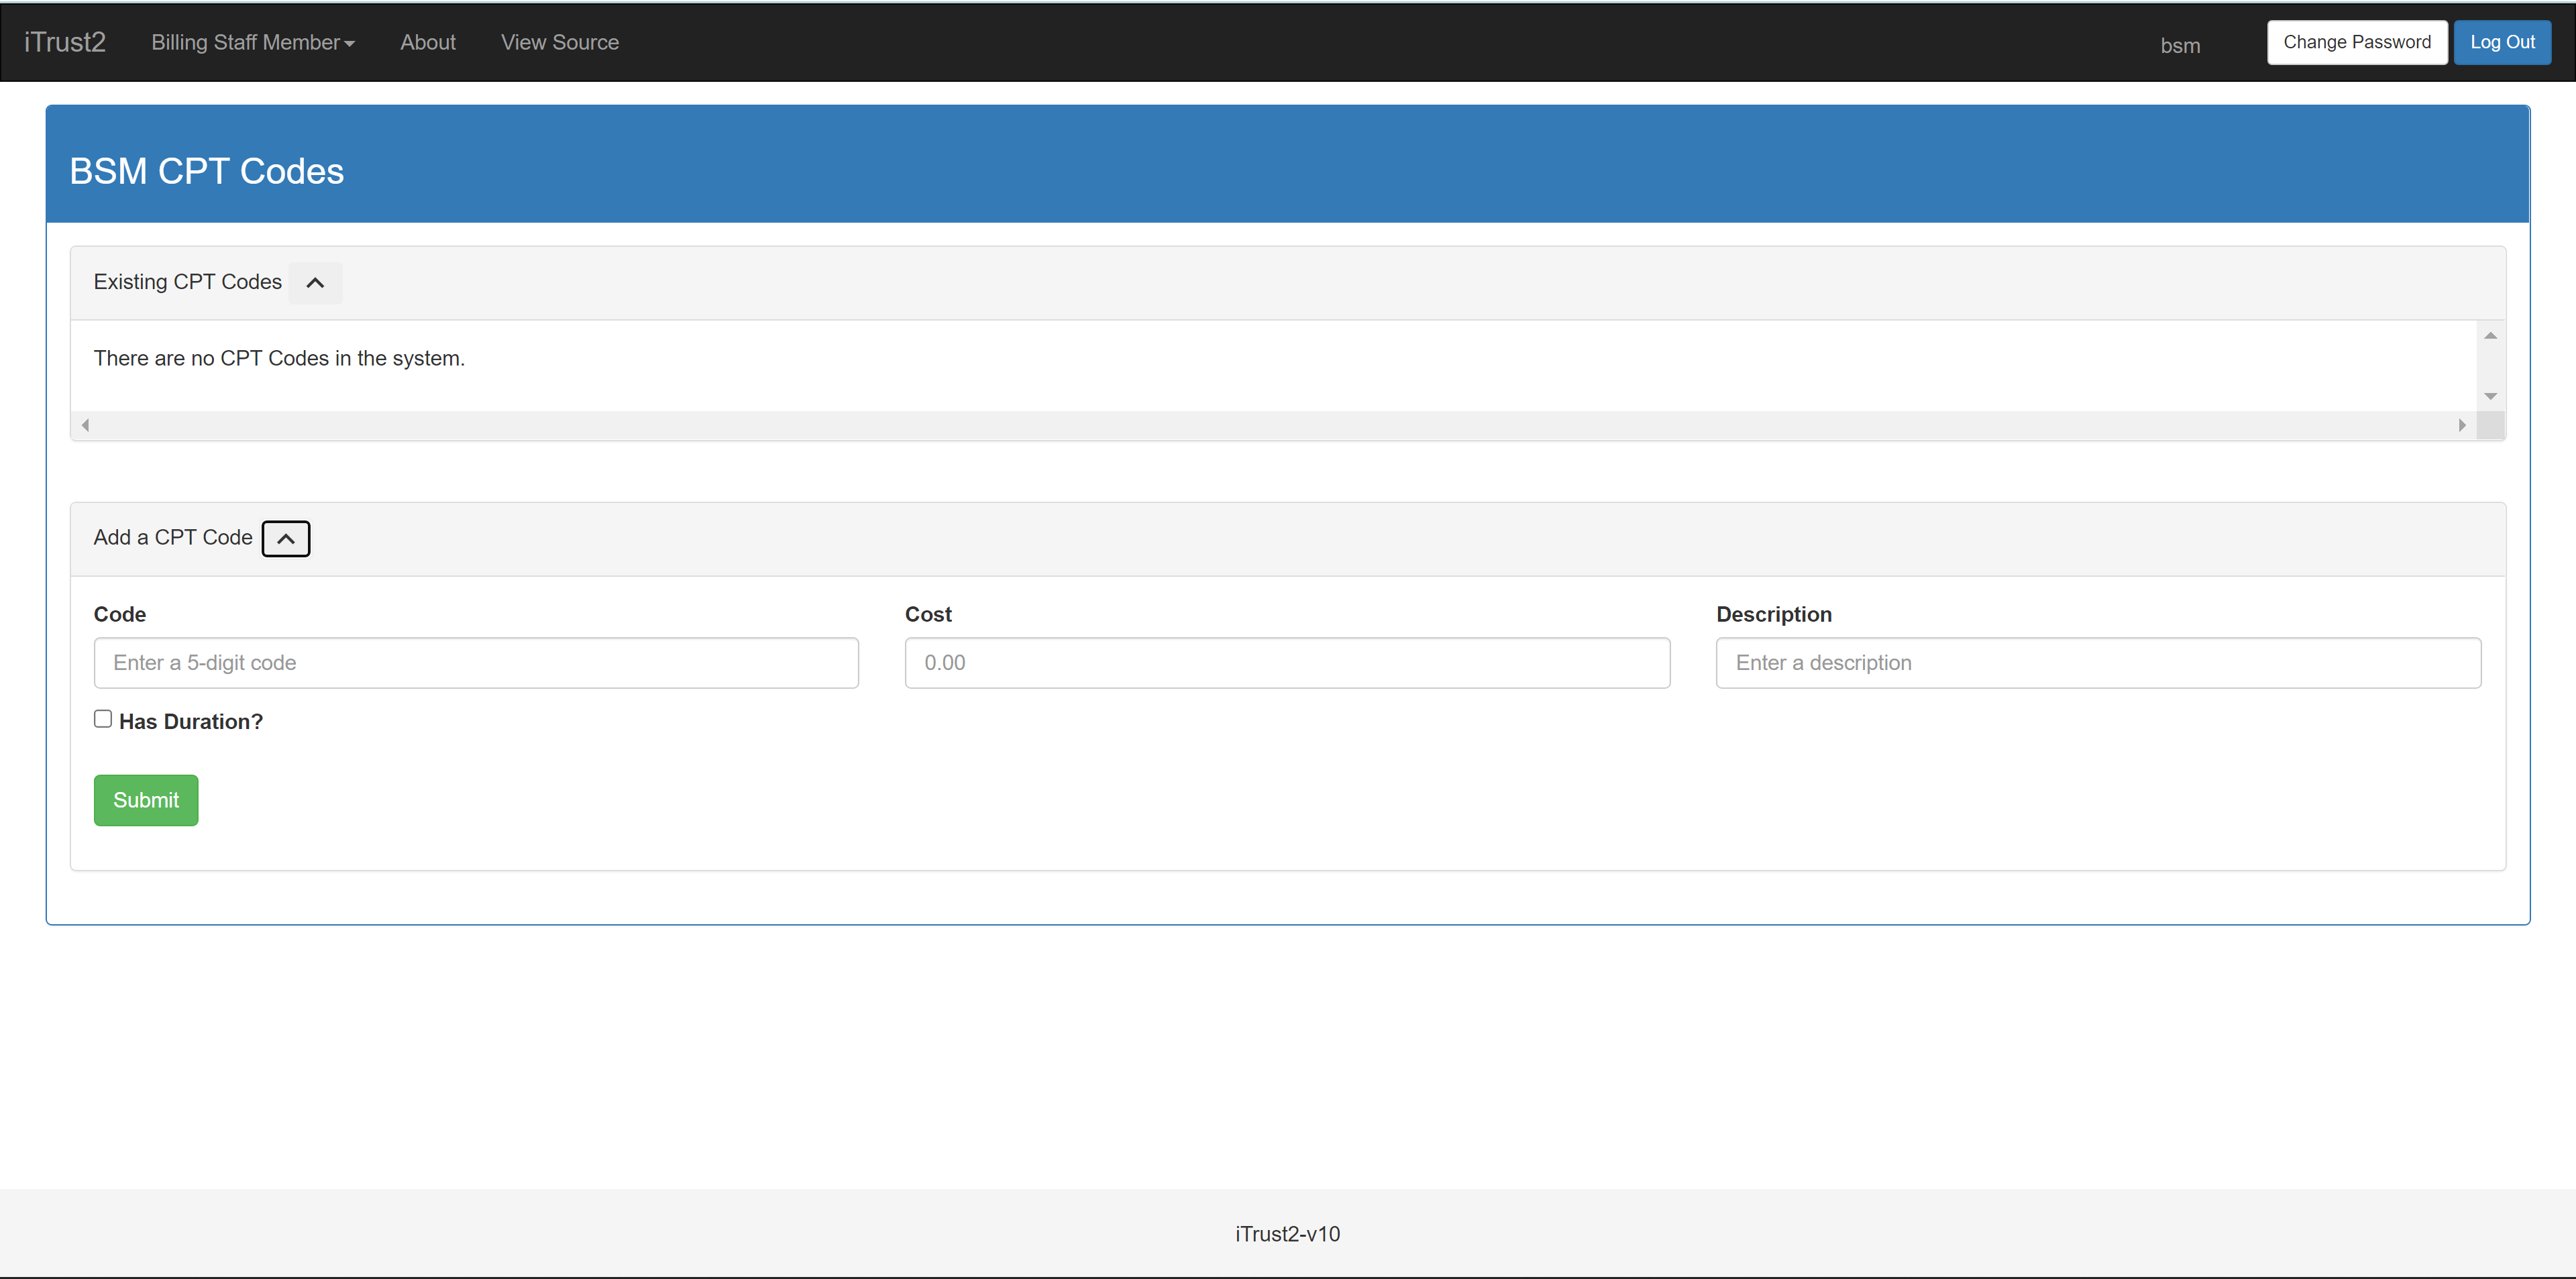 iTrust2 Billing Staff Member About View Source bsm Change Password Log Out
BSM CPT Codes
Existing CPT Codes
There are no CPT Codes in the system.
Add a CPT Code
Code Cost Description
Enter a 5-digit code 0.00 Enter a description
Has Duration?
Submit
iTrust2-v10